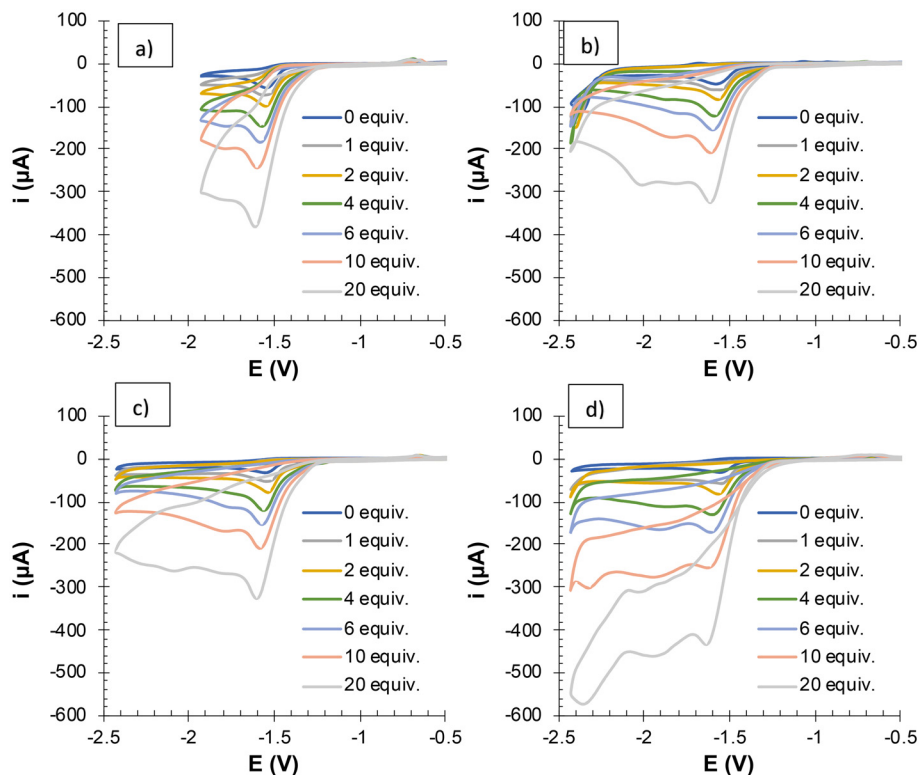 a)
100
0
-100
-200
-300
-400
-500
-600
i (µA)
-2.5 -2 -1.5 -1 -0.5
E (V)
0 equiv.
1 equiv.
2 equiv.
4 equiv.
6 equiv.
10 equiv.
20 equiv.
b)
100
0
-100
-200
-300
-400
-500
-600
i (µA)
-2.5 -2 -1.5 -1 -0.5
E (V)
0 equiv.
1 equiv.
2 equiv.
4 equiv.
6 equiv.
10 equiv.
20 equiv.
c)
100
0
-100
-200
-300
-400
-500
-600
i (µA)
-2.5 -2 -1.5 -1 -0.5
E (V)
0 equiv.
1 equiv.
2 equiv.
4 equiv.
6 equiv.
10 equiv.
20 equiv.
d)
100
0
-100
-200
-300
-400
-500
-600
i (µA)
-2.5 -2 -1.5 -1 -0.5
E (V)
0 equiv.
1 equiv.
2 equiv.
4 equiv.
6 equiv.
10 equiv.
20 equiv.